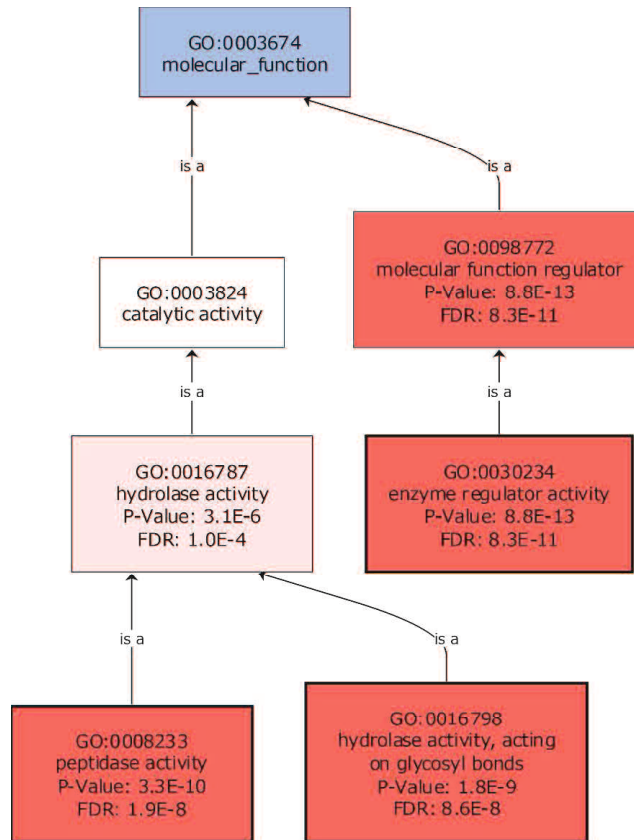 GO:0003674
molecular_function
is a
is a
GO:0098772
molecular function regulator
P-Value: 8.8E-13
FDR: 8.3E-11
GO:0003824
catalytic activity
is a
is a
GO:0016787
hydrolase activity
P-Value: 3.1E-6
FDR: 1.0E-4
GO:0030234
enzyme regulator activity
P-Value: 8.8E-13
FDR: 8.3E-11
is a
is a
GO:0008233
peptidase activity
P-Value: 3.3E-10
FDR: 1.9E-8
GO:0016798
hydrolase activity, acting
on glycosyl bonds
P-Value: 1.8E-9
FDR: 8.6E-8